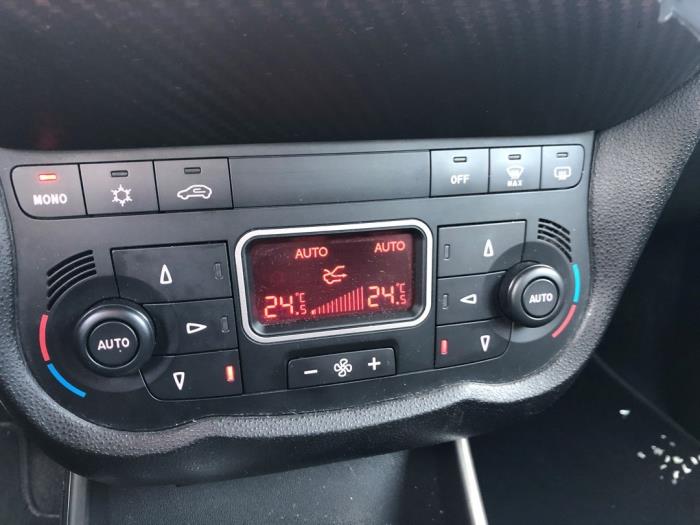 MONO
OFF
MAX
AUTO AUTO
24.5 °C 24.5 °C
AUTO
AUTO
− +